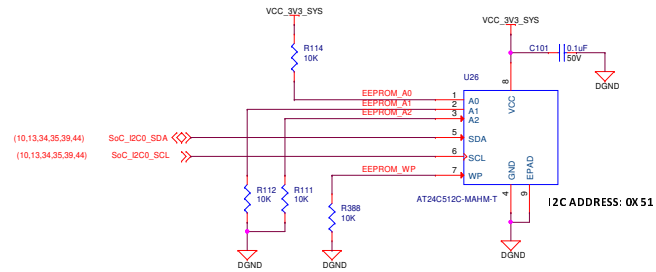 VCC_3V3_SYS
VCC_3V3_SYS
R114
10K
C101
0.1uF
50V
DGND
U26
8
EEPROM_A0
EEPROM_A1
EEPROM_A2
1
2
3
A0
A1
A2
VCC
(10,13,34,35,39,44)
SoC_I2C0_SDA
5
SDA
(10,13,34,35,39,44)
SoC_I2C0_SCL
6
SCL
EEPROM_WP
7
WP
GND
EPAD
R112
10K
R111
10K
R388
10K
AT24C512C-MAHM-T
4
9
I2C ADDRESS: 0X51
DGND
DGND
DGND